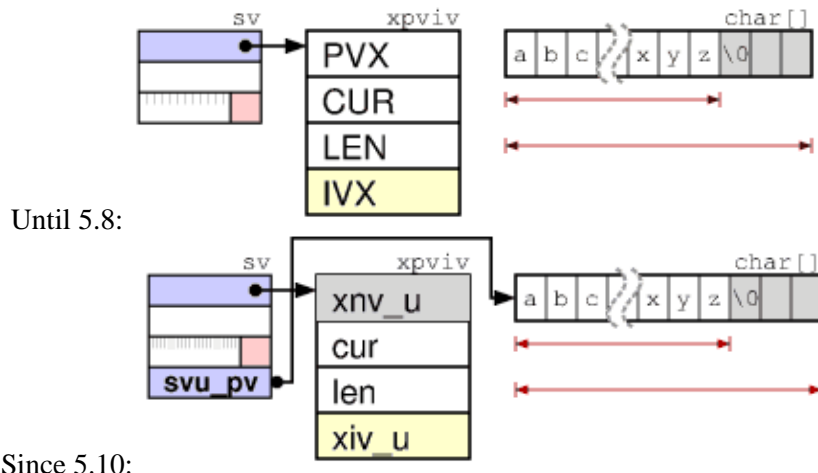 sv xpviv char[]
PVX a b c x y z \0
CUR
LEN
IVX
Until 5.8:
sv xpviv char[]
xnv_u a b c x y z \0
cur
svu_pv len
xiv_u
Since 5.10: